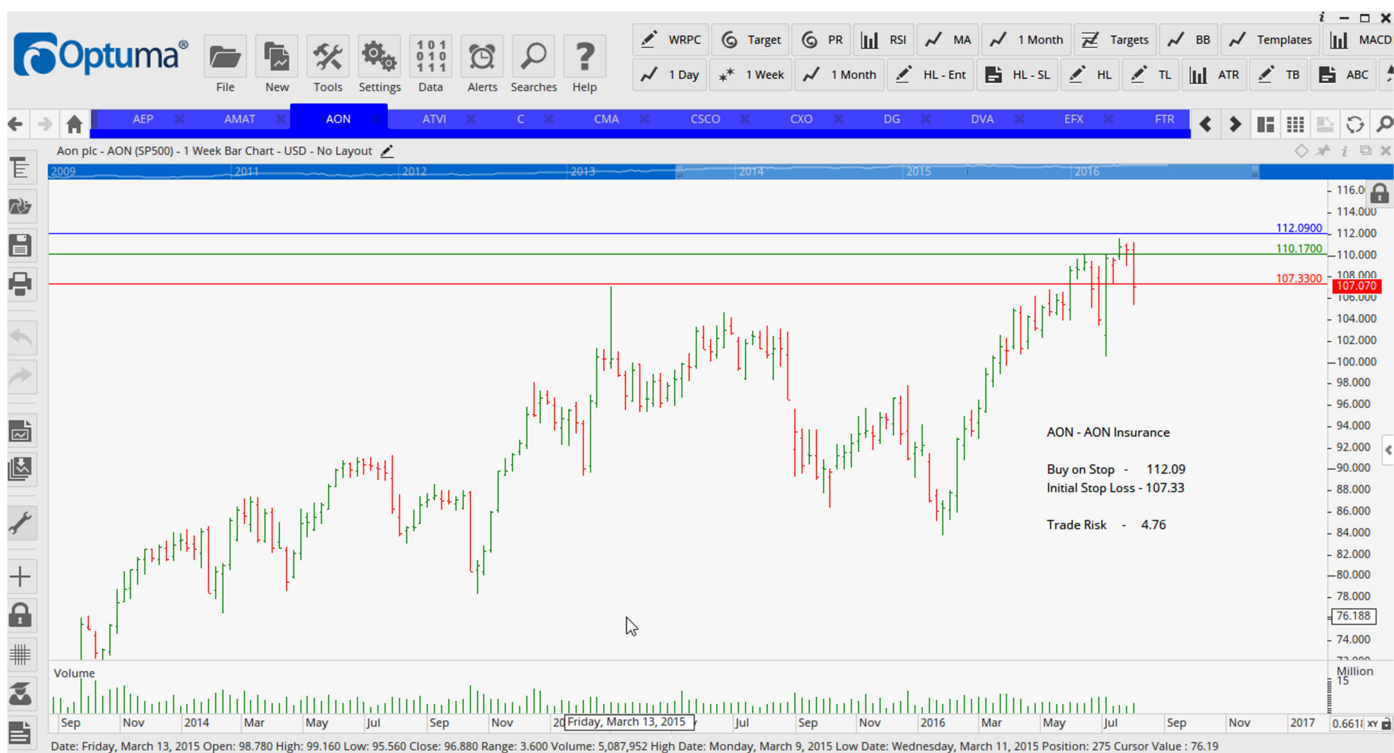 i
Optuma®
WRPC Target PR RSI MA 1 Month Targets BB Templates MACD
1 Day 1 Week 1 Month HL - Ent HL - SL HL TL ATR TB ABC
101
010
111
File New Tools Settings Data Alerts Searches Help
AEP AMAT AON ATVI C CMA CSCO CXO DG DVA EFX FTR
Aon plc - AON (SP500) - 1 Week Bar Chart - USD - No Layout
2009 2011 2012 2013 2014 2015 2016
116.0
114.000
112.0900
112.000
110.1700
110.000
108.000
107.3300
107.070
106.000
104.000
102.000
100.000
98.000
96.000
94.000
AON - AON Insurance
92.000
Buy on Stop - 112.09
90.000
Initial Stop Loss - 107.33
88.000
86.000
Trade Risk - 4.76
84.000
82.000
80.000
78.000
76.188
74.000
Volume
Million
15
Sep Nov 2014 Mar May Jul Sep Nov 20 Friday, March 13, 2015 Jul Sep Nov 2016 Mar May Jul Sep Nov 2017 0.661 XY
Date: Friday, March 13, 2015 Open: 98.780 High: 99.160 Low: 95.560 Close: 96.880 Range: 3.600 Volume: 5,087,952 High Date: Monday, March 9, 2015 Low Date: Wednesday, March 11, 2015 Position: 275 Cursor Value : 76.19